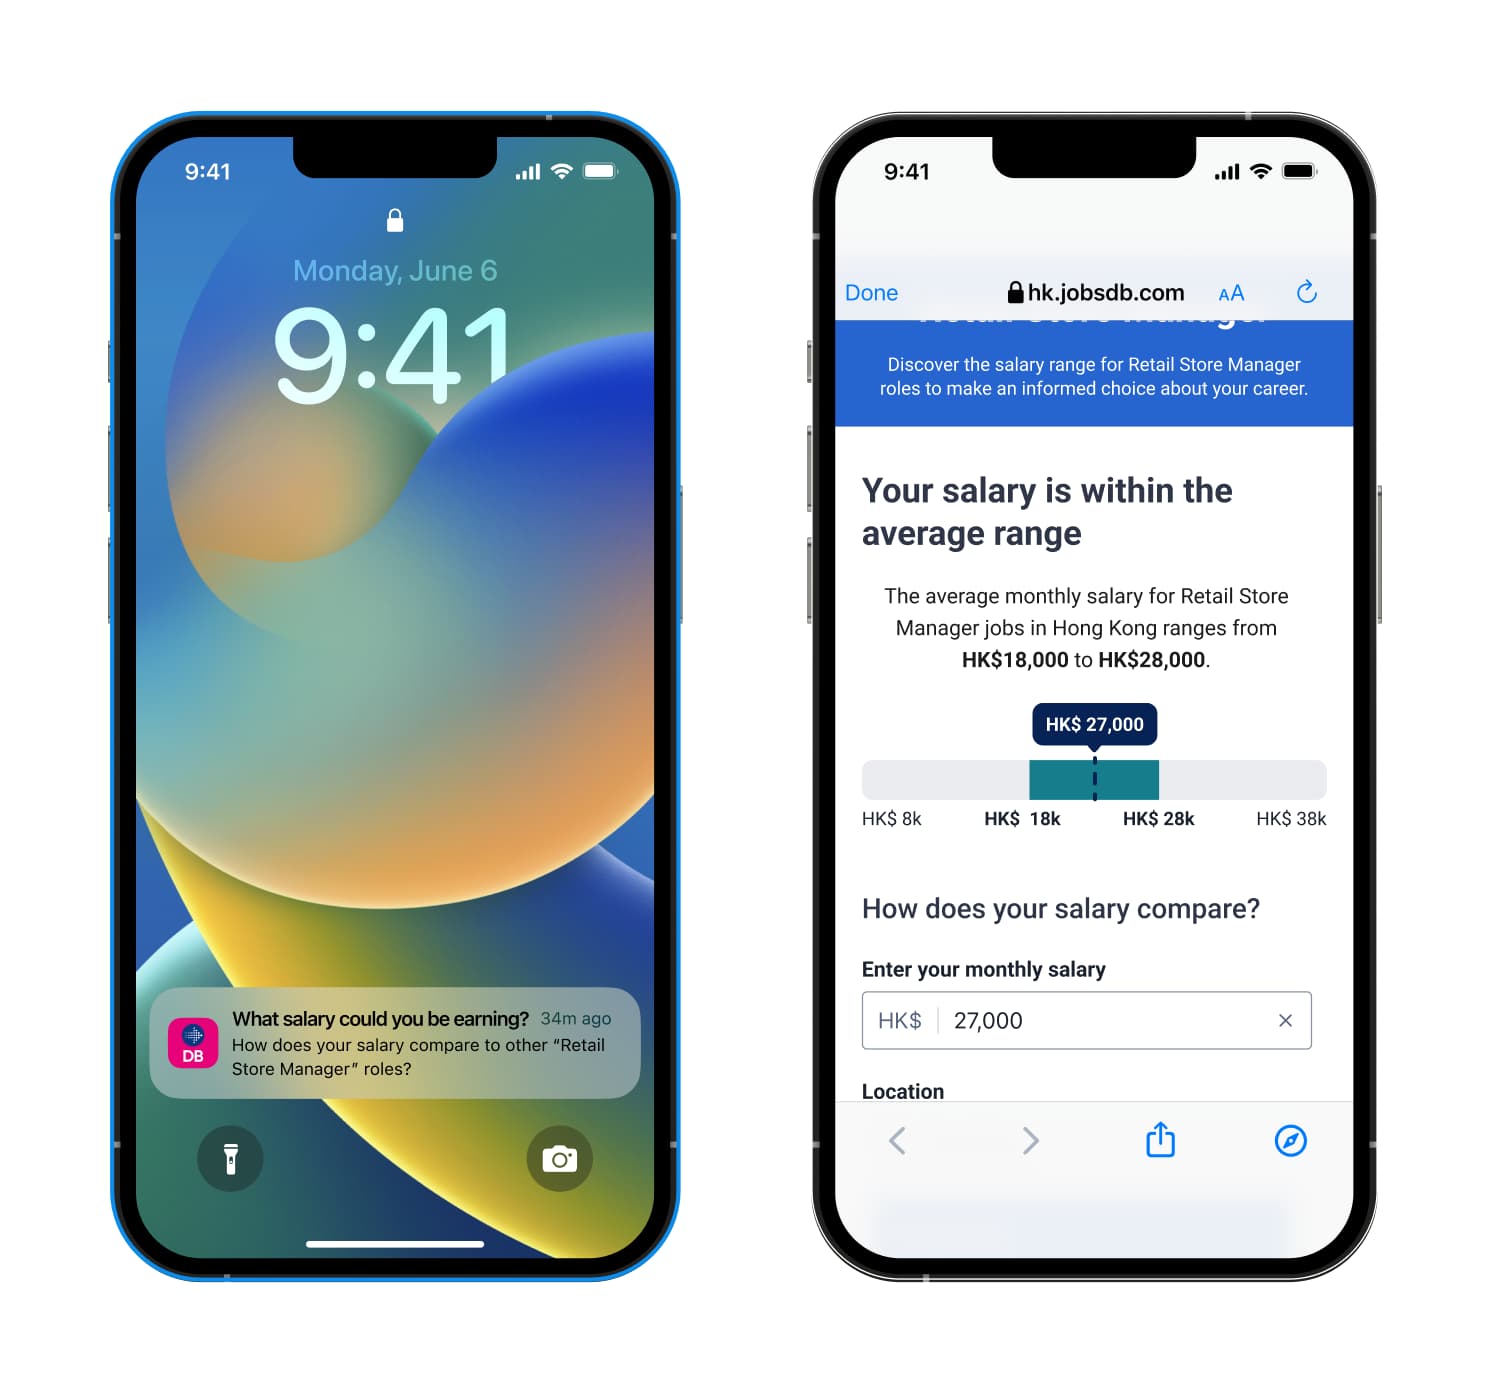 9:41
Monday, June 6
9:41
What salary could you be earning? 34m ago
DB
How does your salary compare to other “Retail
Store Manager” roles?
9:41
Done
hk.jobsdb.com
AA
Retail Store Manager
Discover the salary range for Retail Store Manager
roles to make an informed choice about your career.
Your salary is within the
average range
The average monthly salary for Retail Store
Manager jobs in Hong Kong ranges from
HK$18,000 to HK$28,000.
HK$ 27,000
HK$ 8k HK$ 18k HK$ 28k HK$ 38k
How does your salary compare?
Enter your monthly salary
HK$ 27,000
Location